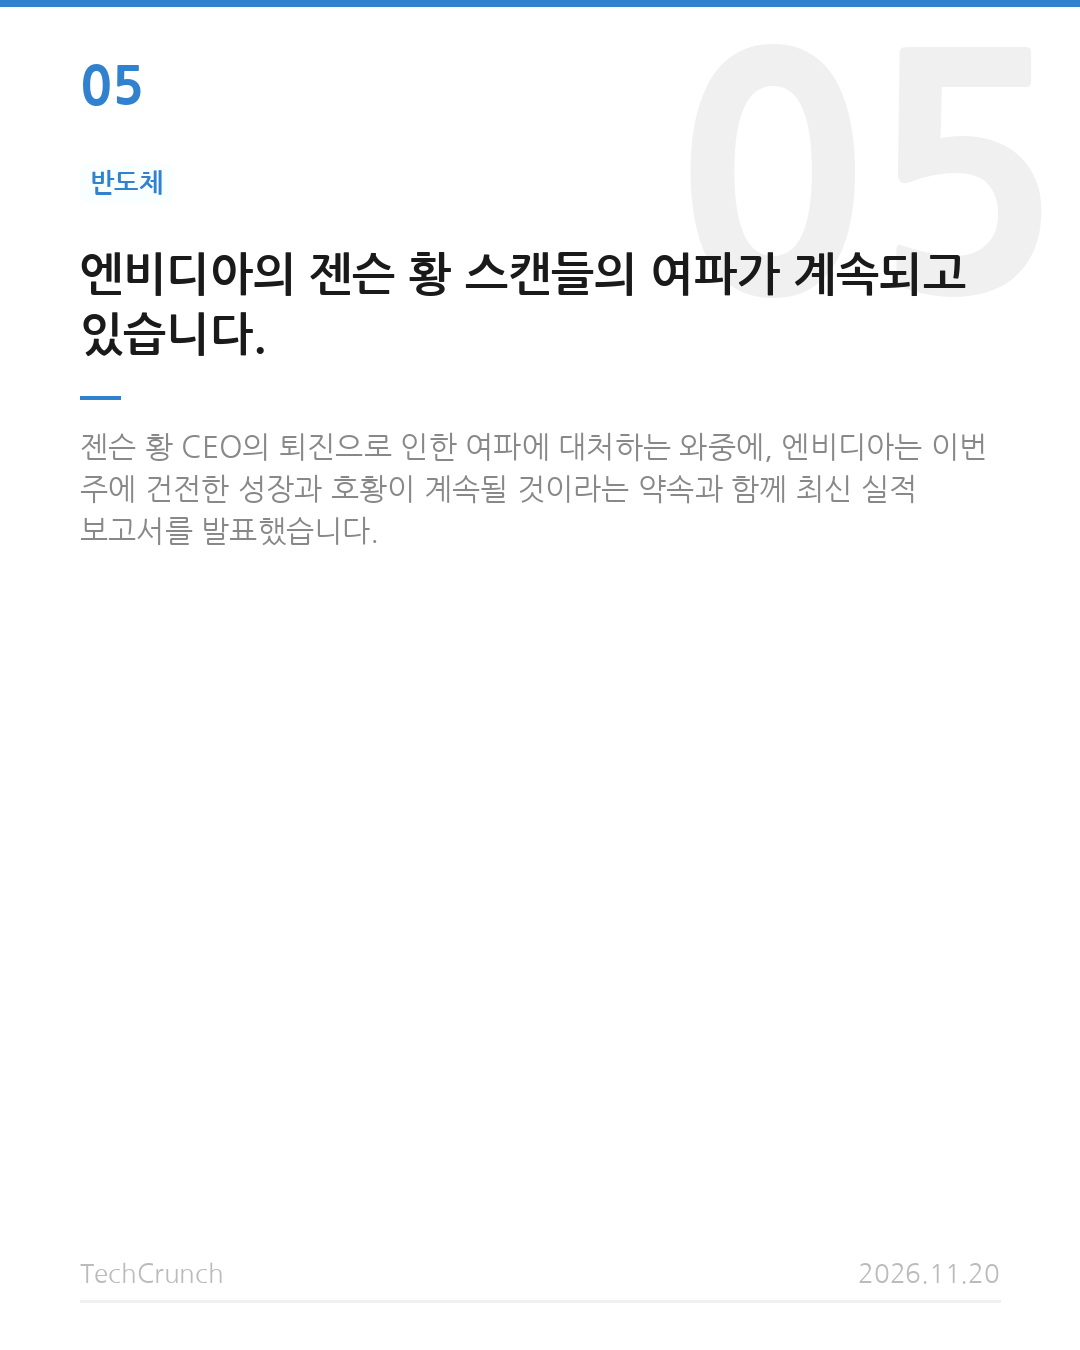 05
05
반도체
엔비디아의 젠슨 황 스캔들의 여파가 계속되고
있습니다.
젠슨 황 CEO의 퇴진으로 인한 여파에 대처하는 와중에, 엔비디아는 이번
주에 건전한 성장과 호황이 계속될 것이라는 약속과 함께 최신 실적
보고서를 발표했습니다.
TechCrunch
2026.11.20